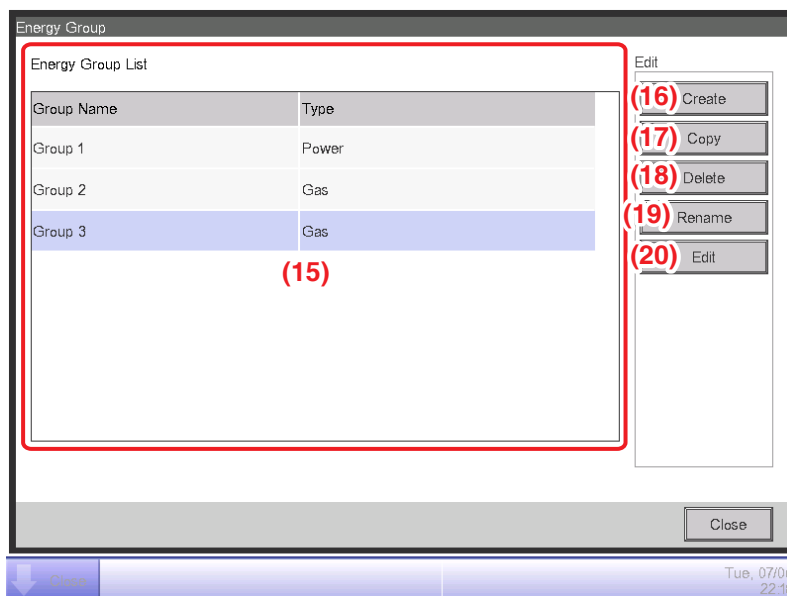 Energy Group
Energy Group List
Edit
Group Name Type
Group 1 Power
Group 2 Gas
Group 3 Gas
(15)
(16) Create
(17) Copy
(18) Delete
(19) Rename
(20) Edit
Close
Close
Tue, 07/0
22:1